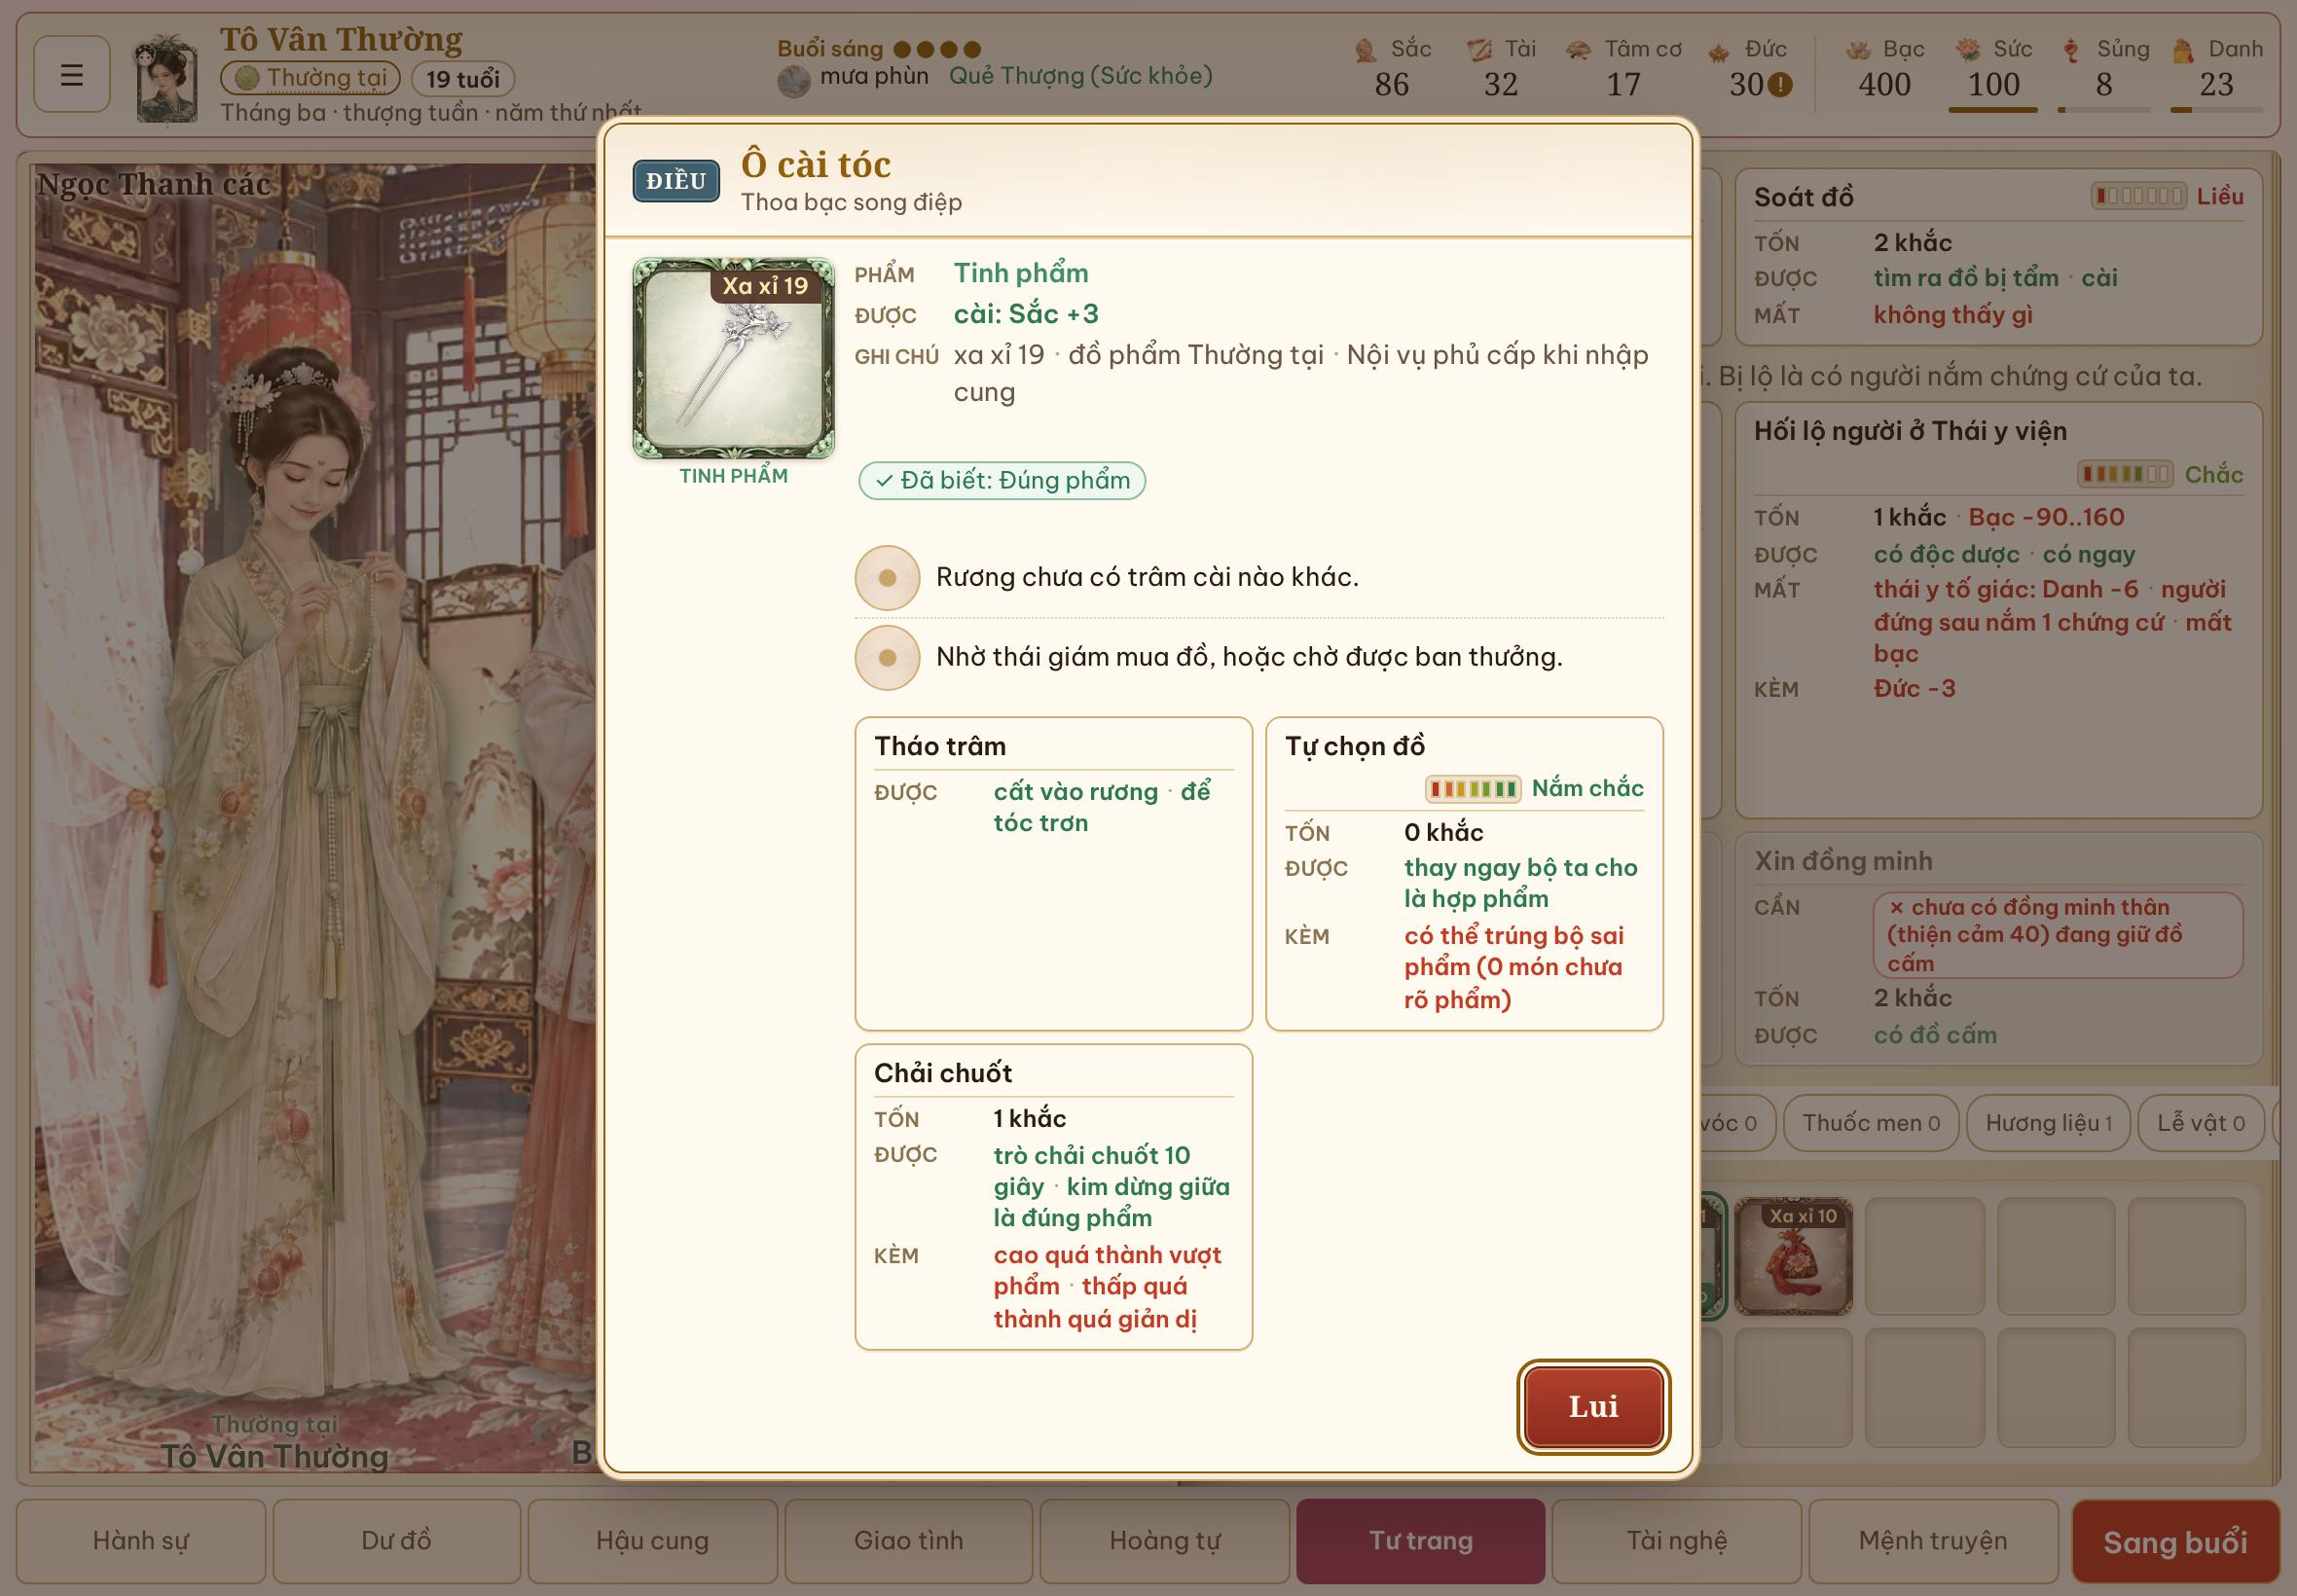 Tô Vân Thường
Thường tại
19 tuổi
Tháng ba · thượng tuần · năm thứ nhất
Buổi sáng
mưa phùn Quẻ Thượng (Sức khỏe)
Sắc
86
Tài
32
Tâm cơ
17
Đức
30
Bạc
400
Sức
100
Sủng
8
Danh
23
Ngọc Thanh các
Thường tại
Tô Vân Thường
ĐIỀU
Ô cài tóc
Thoa bạc song điệp
Xa xỉ 19
TINH PHẨM
PHẨM Tinh phẩm
ĐƯỢC cài: Sắc +3
GHI CHÚ xa xỉ 19 · đồ phẩm Thường tại · Nội vụ phủ cấp khi nhập
cung
✓ Đã biết: Đúng phẩm
Rương chưa có trâm cài nào khác.
Nhờ thái giám mua đồ, hoặc chờ được ban thưởng.
Tháo trâm
ĐƯỢC cất vào rương · để
tóc trơn
Tự chọn đồ
Nắm chắc
TỐN 0 khắc
ĐƯỢC thay ngay bộ ta cho
là hợp phẩm
KÈM có thể trúng bộ sai
phẩm (0 món chưa
rõ phẩm)
Chải chuốt
TỐN 1 khắc
ĐƯỢC trò chải chuốt 10
giây · kim dừng giữa
là đúng phẩm
KÈM cao quá thành vượt
phẩm · thấp quá
thành quá giản dị
Lui
Soát đồ
Liều
TỐN 2 khắc
ĐƯỢC tìm ra đồ bị tẩm · cài
MẤT không thấy gì
Bị lộ là có người nắm chứng cứ của ta.
Hối lộ người ở Thái y viện
Chắc
TỐN 1 khắc · Bạc -90..160
ĐƯỢC có độc dược · có ngay
MẤT thái y tố giác: Danh -6 · người
đứng sau nắm 1 chứng cứ · mất
bạc
KÈM Đức -3
Xin đồng minh
CẦN × chưa có đồng minh thân
(thiện cảm 40) đang giữ đồ
cấm
TỐN 2 khắc
ĐƯỢC có đồ cấm
vóc 0
Thuốc men 0
Hương liệu 1
Lễ vật 0
Xa xỉ 10
Hành sự
Dư đồ
Hậu cung
Giao tình
Hoàng tự
Tư trang
Tài nghệ
Mệnh truyện
Sang buổi